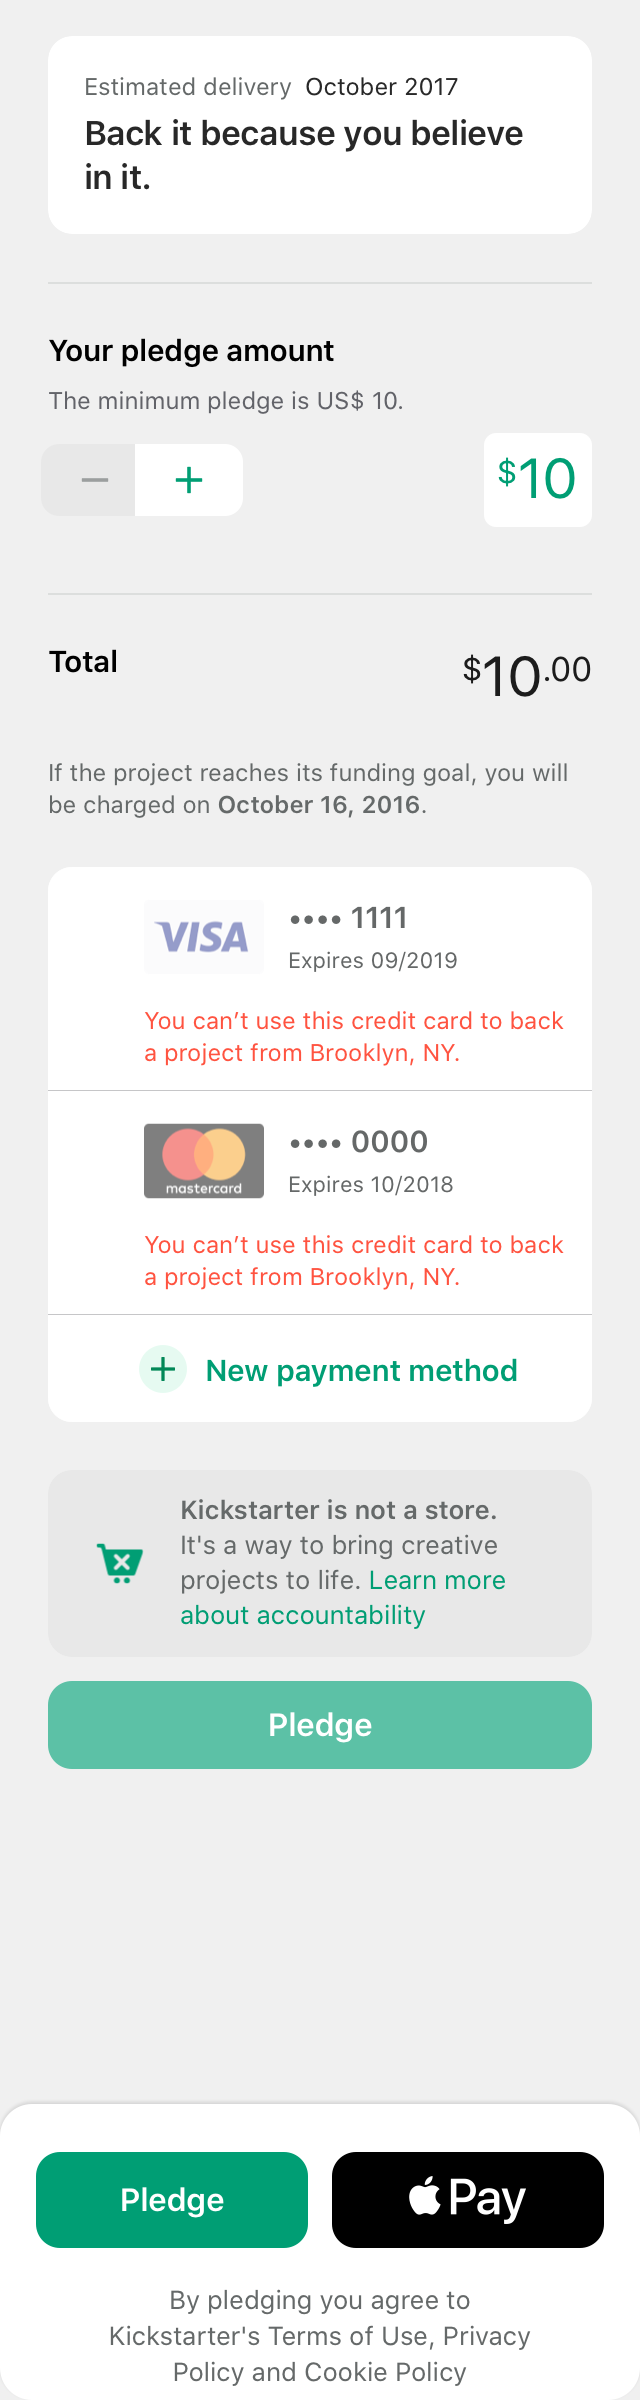 Estimated delivery October 2017
Back it because you believe
in it.
Your pledge amount
The minimum pledge is US$ 10.
− +
$10
Total
$10.00
If the project reaches its funding goal, you will
be charged on October 16, 2016.
VISA
•••• 1111
Expires 09/2019
You can’t use this credit card to back
a project from Brooklyn, NY.
mastercard
•••• 0000
Expires 10/2018
You can’t use this credit card to back
a project from Brooklyn, NY.
+ New payment method
Kickstarter is not a store.
It's a way to bring creative
projects to life. Learn more
about accountability
Pledge
Pledge
Pay
By pledging you agree to
Kickstarter's Terms of Use, Privacy
Policy and Cookie Policy